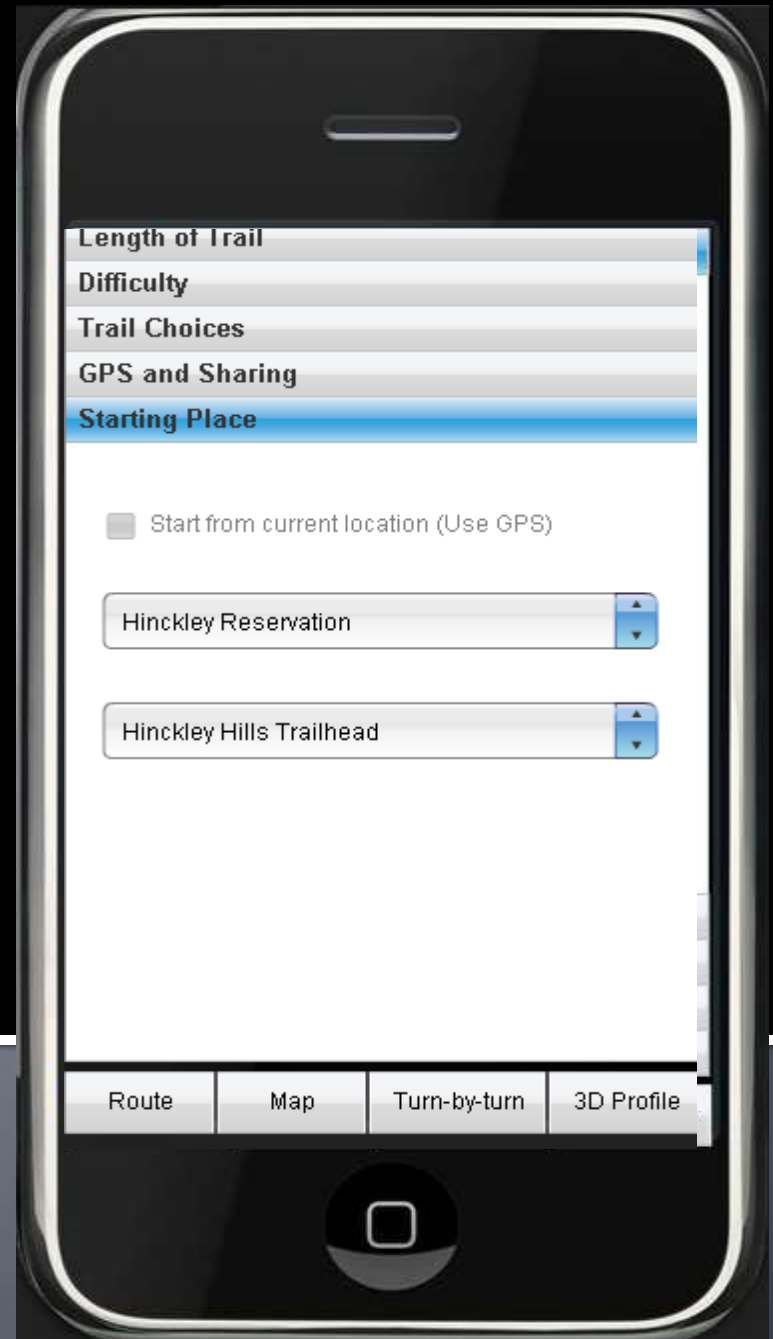 Length of Trail
Difficulty
Trail Choices
GPS and Sharing
Starting Place
Start from current location (Use GPS)
Hinckley Reservation
Hinckley Hills Trailhead
Route Map Turn-by-turn 3D Profile